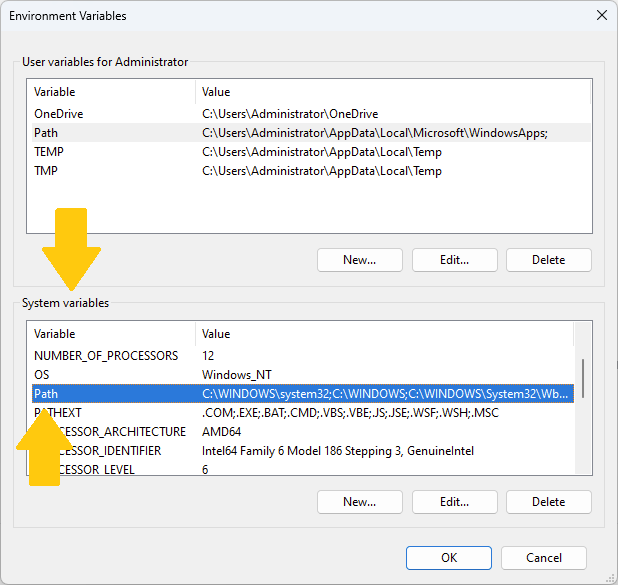 Environment Variables
User variables for Administrator
Variable Value
OneDrive C:\Users\Administrator\OneDrive
Path C:\Users\Administrator\AppData\Local\Microsoft\WindowsApps;
TEMP C:\Users\Administrator\AppData\Local\Temp
TMP C:\Users\Administrator\AppData\Local\Temp
New... Edit... Delete
System variables
Variable Value
NUMBER_OF_PROCESSORS 12
OS Windows_NT
Path C:\WINDOWS\system32;C:\WINDOWS;C:\WINDOWS\System32\Wb...
PATHEXT .COM;.EXE;.BAT;.CMD;.VBS;.VBE;.JS;.JSE;.WSF;.WSH;.MSC
CESSOR_ARCHITECTURE AMD64
CESSOR_IDENTIFIER Intel64 Family 6 Model 186 Stepping 3, GenuineIntel
CESSOR_LEVEL 6
New... Edit... Delete
OK Cancel